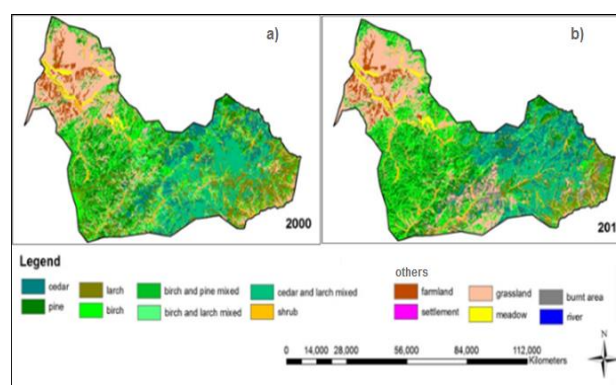 a)
b)
2000
201
Legend
cedar
larch
birch and pine mixed
cedar and larch mixed
pine
birch
birch and larch mixed
shrub
others
farmland
grassland
burnt area
settlement
meadow
river
N
0 14,000 28,000 56,000 84,000 112,000
Kilometers